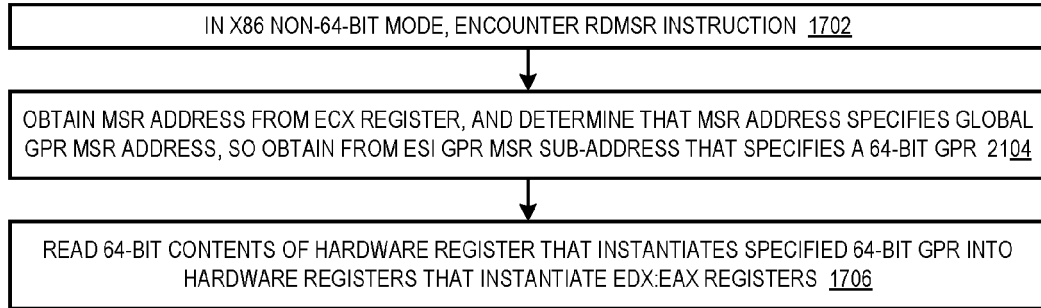 IN X86 NON-64-BIT MODE, ENCOUNTER RDMSR INSTRUCTION 1702
OBTAIN MSR ADDRESS FROM ECX REGISTER, AND DETERMINE THAT MSR ADDRESS SPECIFIES GLOBAL
GPR MSR ADDRESS, SO OBTAIN FROM ESI GPR MSR SUB-ADDRESS THAT SPECIFIES A 64-BIT GPR 2104
READ 64-BIT CONTENTS OF HARDWARE REGISTER THAT INSTANTIATES SPECIFIED 64-BIT GPR INTO
HARDWARE REGISTERS THAT INSTANTIATE EDX:EAX REGISTERS 1706